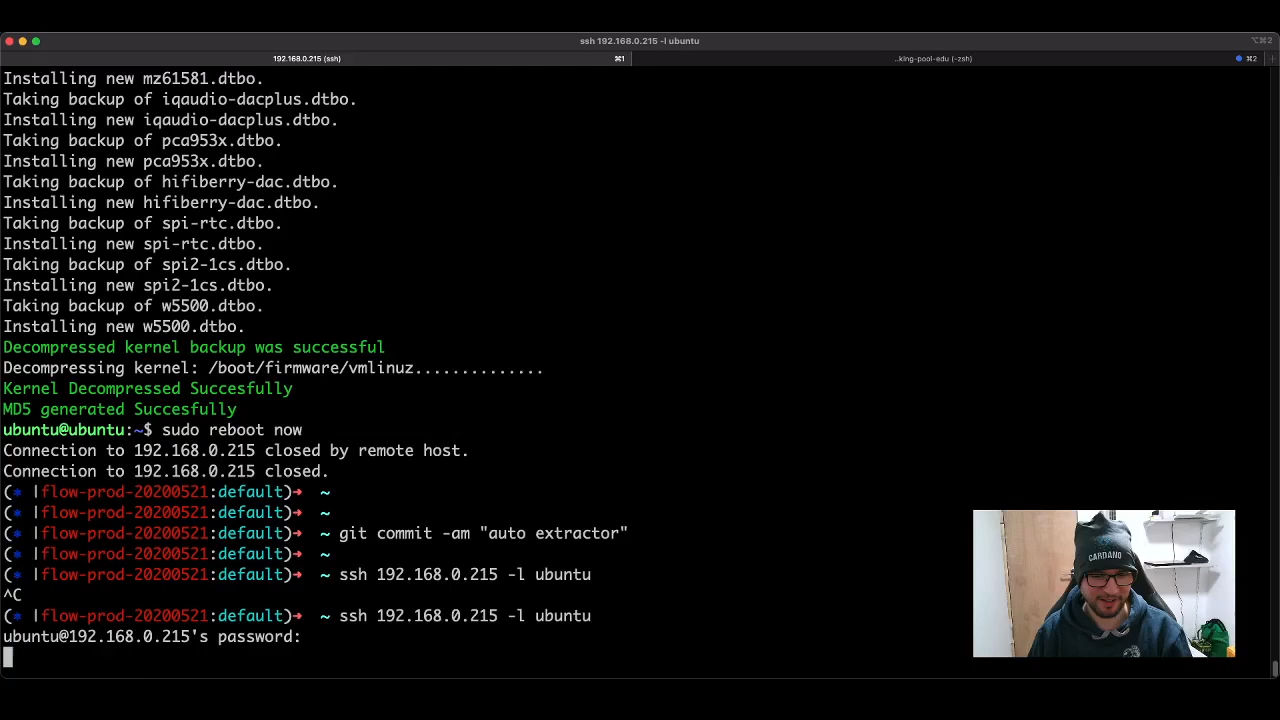 ssh 192.168.0.215 -l ubuntu
⌥⌘2
192.168.0.215 (ssh) ⌘1 ..king-pool-edu (-zsh) ⌘2
Installing new mz61581.dtbo.
Taking backup of iqaudio-dacplus.dtbo.
Installing new iqaudio-dacplus.dtbo.
Taking backup of pca953x.dtbo.
Installing new pca953x.dtbo.
Taking backup of hifiberry-dac.dtbo.
Installing new hifiberry-dac.dtbo.
Taking backup of spi-rtc.dtbo.
Installing new spi-rtc.dtbo.
Taking backup of spi2-1cs.dtbo.
Installing new spi2-1cs.dtbo.
Taking backup of w5500.dtbo.
Installing new w5500.dtbo.
Decompressed kernel backup was successful
Decompressing kernel: /boot/firmware/vmlinuz..............
Kernel Decompressed Succesfully
MD5 generated Succesfully
ubuntu@ubuntu:~$ sudo reboot now
Connection to 192.168.0.215 closed by remote host.
Connection to 192.168.0.215 closed.
(* |flow-prod-20200521:default)➜ ~
(* |flow-prod-20200521:default)➜ ~
(* |flow-prod-20200521:default)➜ ~ git commit -am "auto extractor"
(* |flow-prod-20200521:default)➜ ~
(* |flow-prod-20200521:default)➜ ~ ssh 192.168.0.215 -l ubuntu
^C
(* |flow-prod-20200521:default)➜ ~ ssh 192.168.0.215 -l ubuntu
ubuntu@192.168.0.215's password:
CARDANO